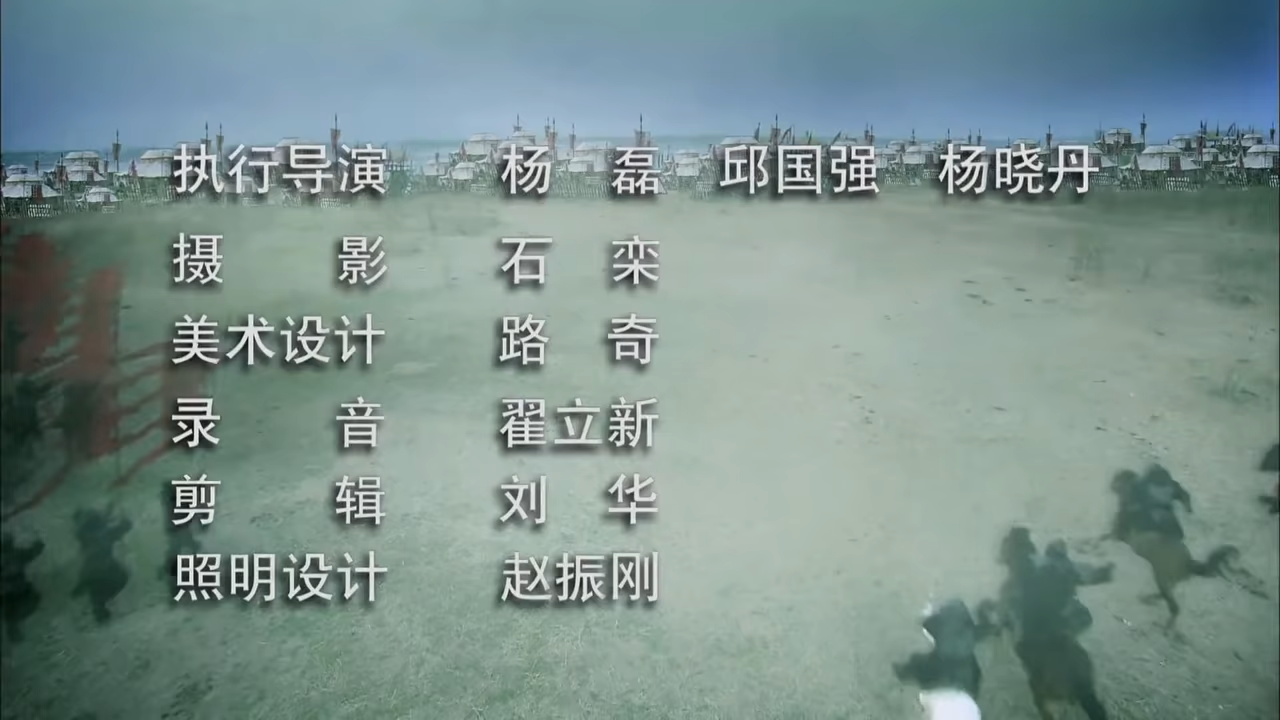 执行导演 杨磊 邱国强 杨晓丹
摄影 石栾
美术设计 路奇
录音 翟立新
剪辑 刘华
照明设计 赵振刚